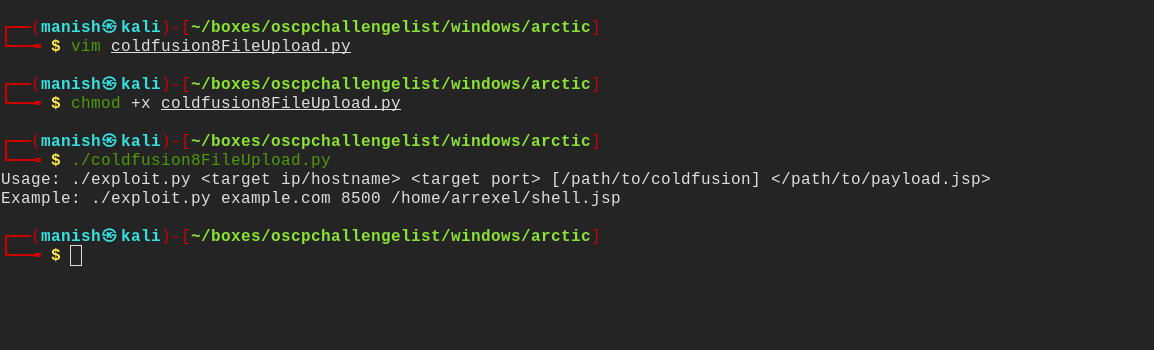 ┌──(manish㉿kali)-[~/boxes/oscpchallengelist/windows/arctic]
└─╼ $ vim coldfusion8FileUpload.py
┌──(manish㉿kali)-[~/boxes/oscpchallengelist/windows/arctic]
└─╼ $ chmod +x coldfusion8FileUpload.py
┌──(manish㉿kali)-[~/boxes/oscpchallengelist/windows/arctic]
└─╼ $ ./coldfusion8FileUpload.py
Usage: ./exploit.py <target ip/hostname> <target port> [/path/to/coldfusion] </path/to/payload.jsp>
Example: ./exploit.py example.com 8500 /home/arrexel/shell.jsp
┌──(manish㉿kali)-[~/boxes/oscpchallengelist/windows/arctic]
└─╼ $